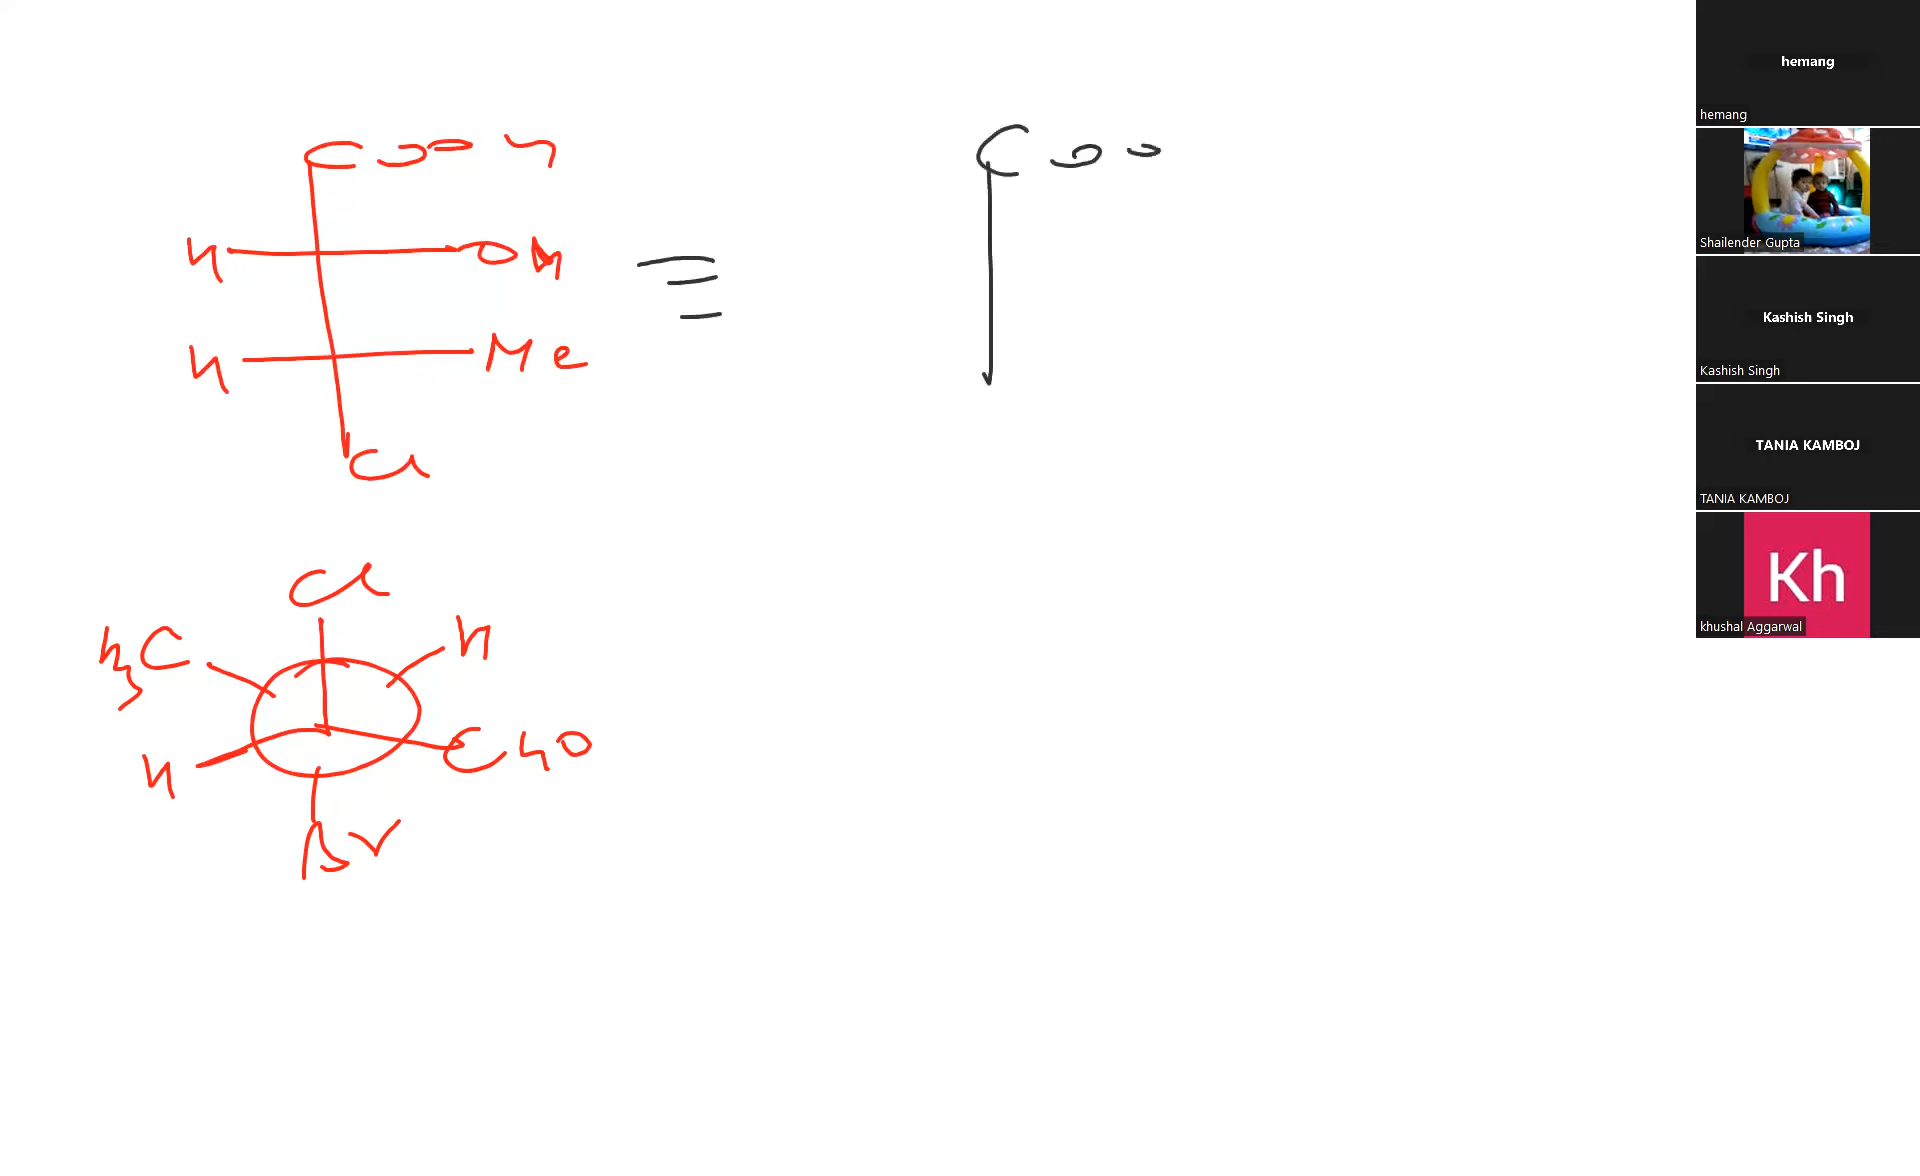 COOH
H OH
H Me
Cl
COO
Cl
H3C H
H CHO
Br
hemang
hemang
Shailender Gupta
Kashish Singh
Kashish Singh
TANIA KAMBOJ
TANIA KAMBOJ
Kh
khushal Aggarwal